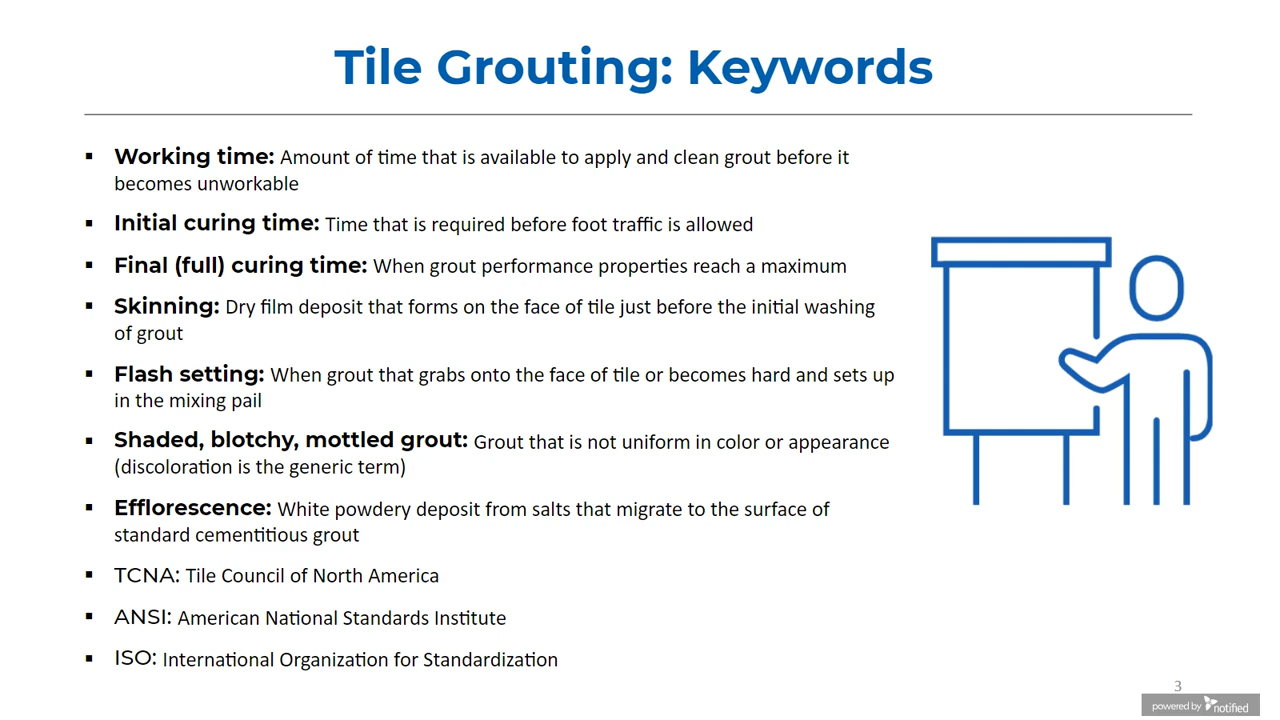 Tile Grouting: Keywords
▪ Working time: Amount of time that is available to apply and clean grout before it
becomes unworkable
▪ Initial curing time: Time that is required before foot traffic is allowed
▪ Final (full) curing time: When grout performance properties reach a maximum
▪ Skinning: Dry film deposit that forms on the face of tile just before the initial washing
of grout
▪ Flash setting: When grout that grabs onto the face of tile or becomes hard and sets up
in the mixing pail
▪ Shaded, blotchy, mottled grout: Grout that is not uniform in color or appearance
(discoloration is the generic term)
▪ Efflorescence: White powdery deposit from salts that migrate to the surface of
standard cementitious grout
▪ TCNA: Tile Council of North America
▪ ANSI: American National Standards Institute
▪ ISO: International Organization for Standardization
3
powered by notified